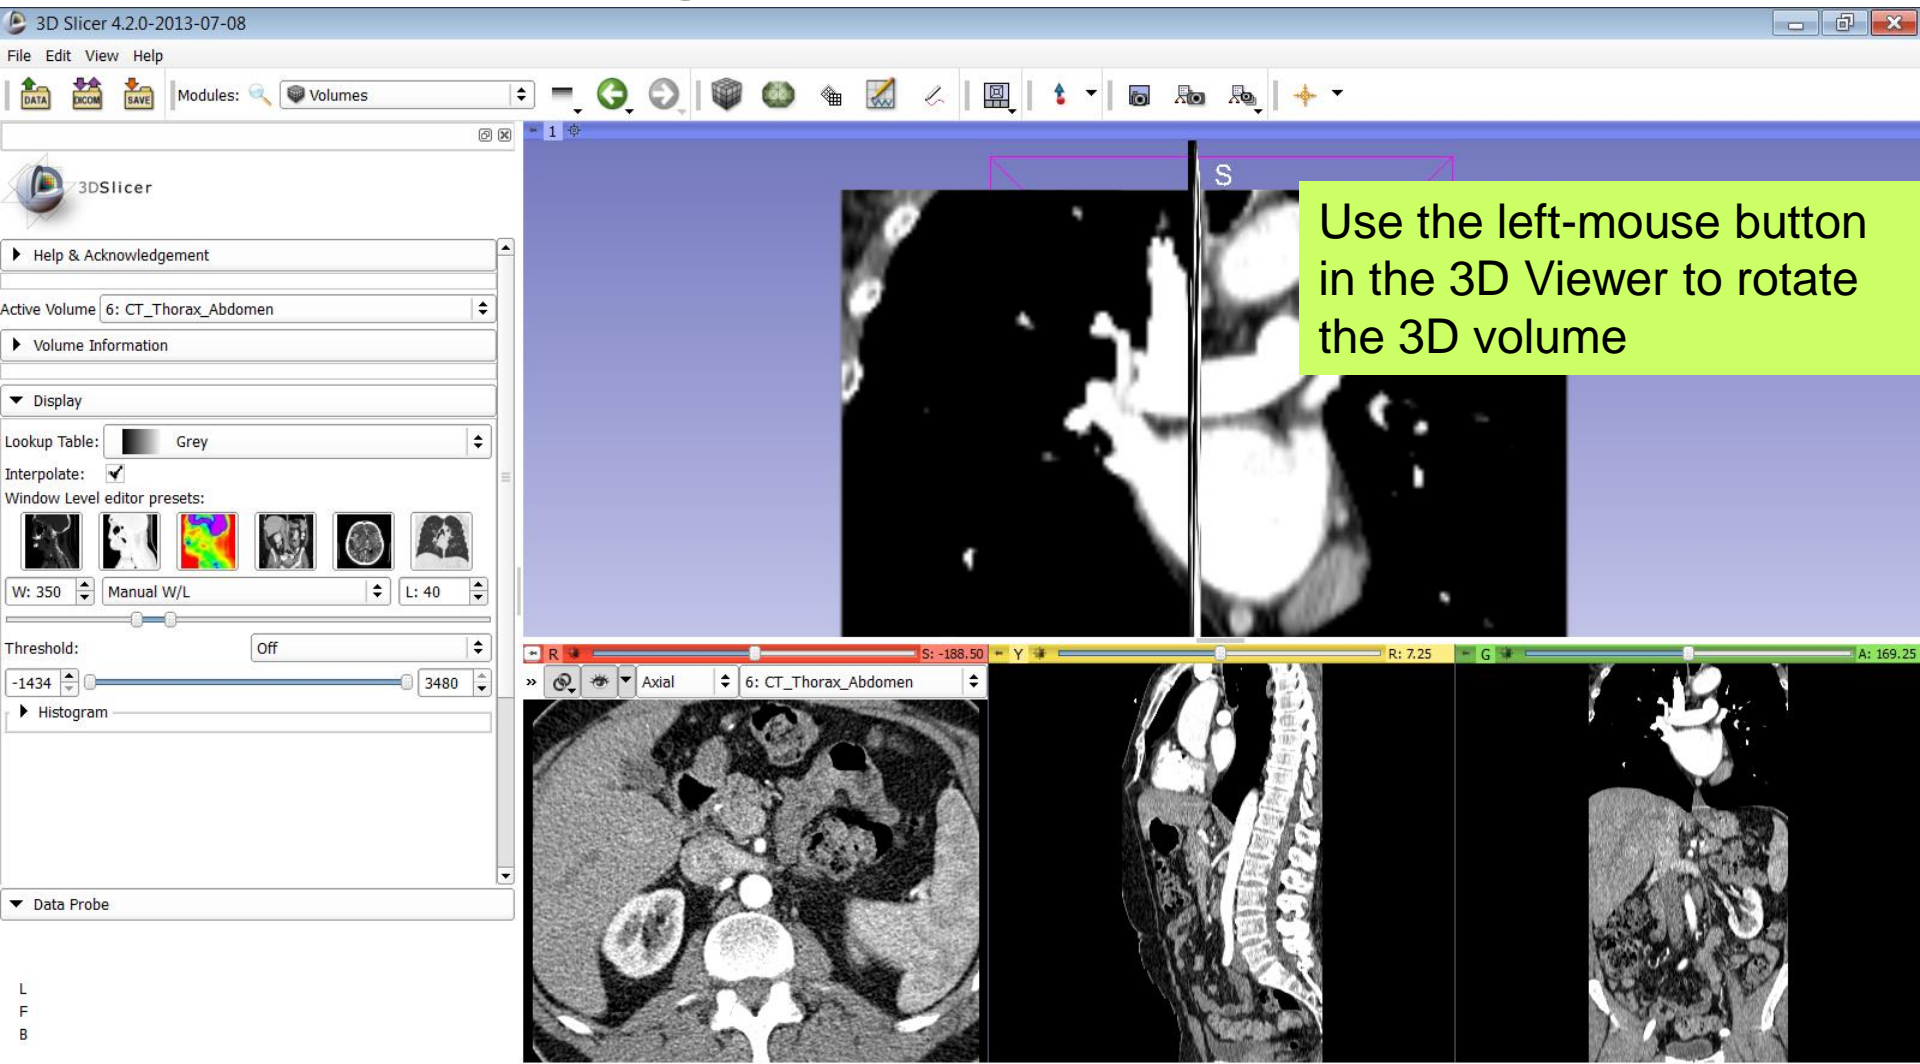 3D Slicer 4.2.0-2013-07-08
File Edit View Help
DATA DICOM SAVE Modules: Volumes
1
3DSlicer
S
Use the left-mouse button
in the 3D Viewer to rotate
the 3D volume
Help & Acknowledgement
Active Volume 6: CT_Thorax_Abdomen
Volume Information
Display
Lookup Table: Grey
Interpolate:
Window Level editor presets:
W: 350 Manual W/L L: 40
Threshold: Off
-1434 3480
Histogram
Data Probe
L
F
B
R S: -188.50 Y R: 7.25 G A: 169.25
» Axial 6: CT_Thorax_Abdomen